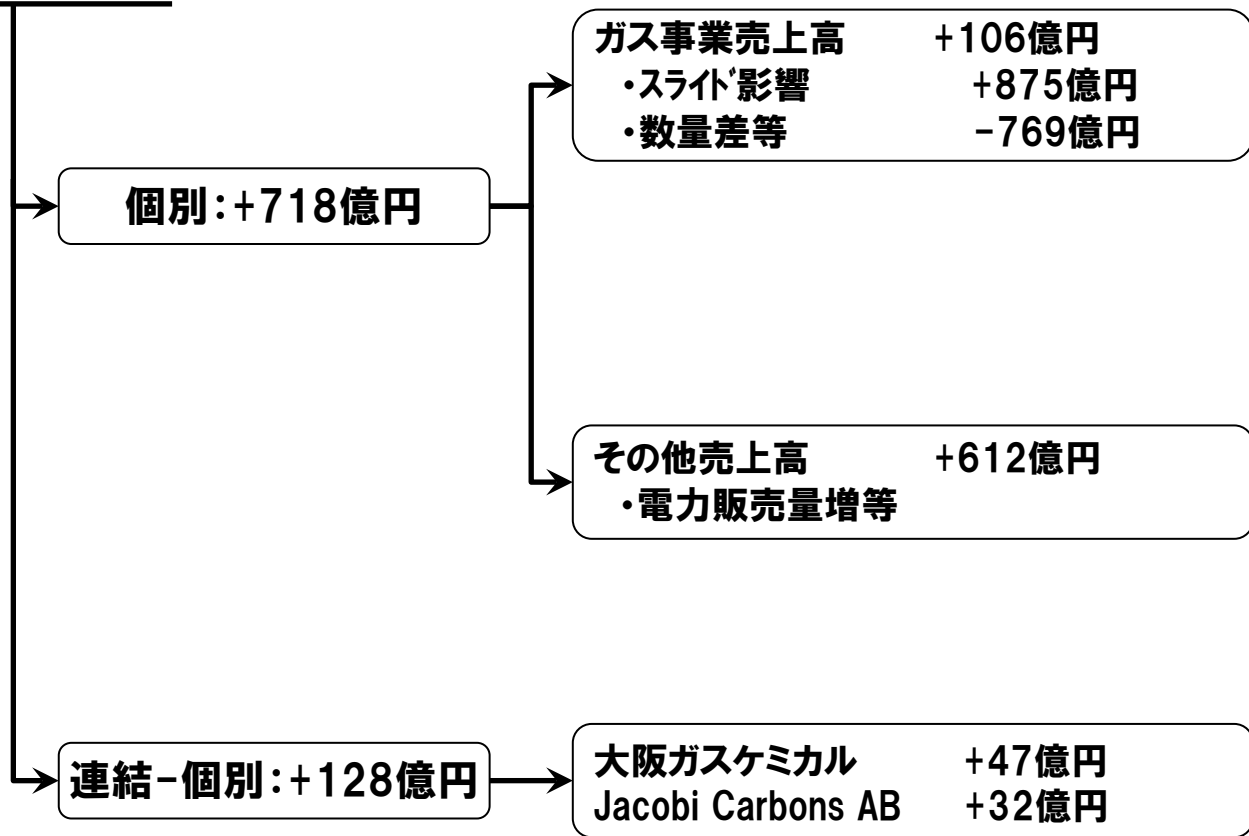 ガス事業売上高 +106億円
・スライド影響 +875億円
・数量差等 -769億円
個別:+718億円
その他売上高 +612億円
・電力販売量増等
連結-個別:+128億円
大阪ガスケミカル +47億円
Jacobi Carbons AB +32億円